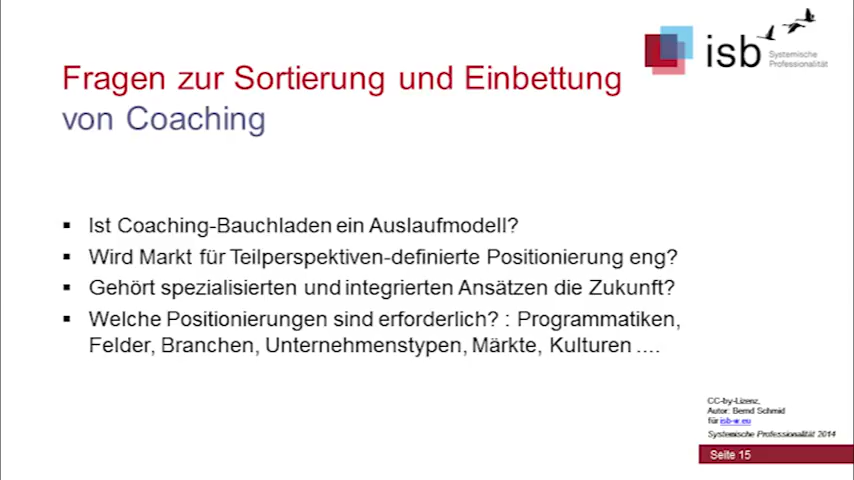 isb
Systemische
Professionalität
Fragen zur Sortierung und Einbettung
von Coaching
▪ Ist Coaching-Bauchladen ein Auslaufmodell?
▪ Wird Markt für Teilperspektiven-definierte Positionierung eng?
▪ Gehört spezialisierten und integrierten Ansätzen die Zukunft?
▪ Welche Positionierungen sind erforderlich? : Programmatiken,
Felder, Branchen, Unternehmenstypen, Märkte, Kulturen ....
CC-by-Lizenz,
Autor: Bernd Schmid
für isb-w.eu
Systemische Professionalität 2014
Seite 15